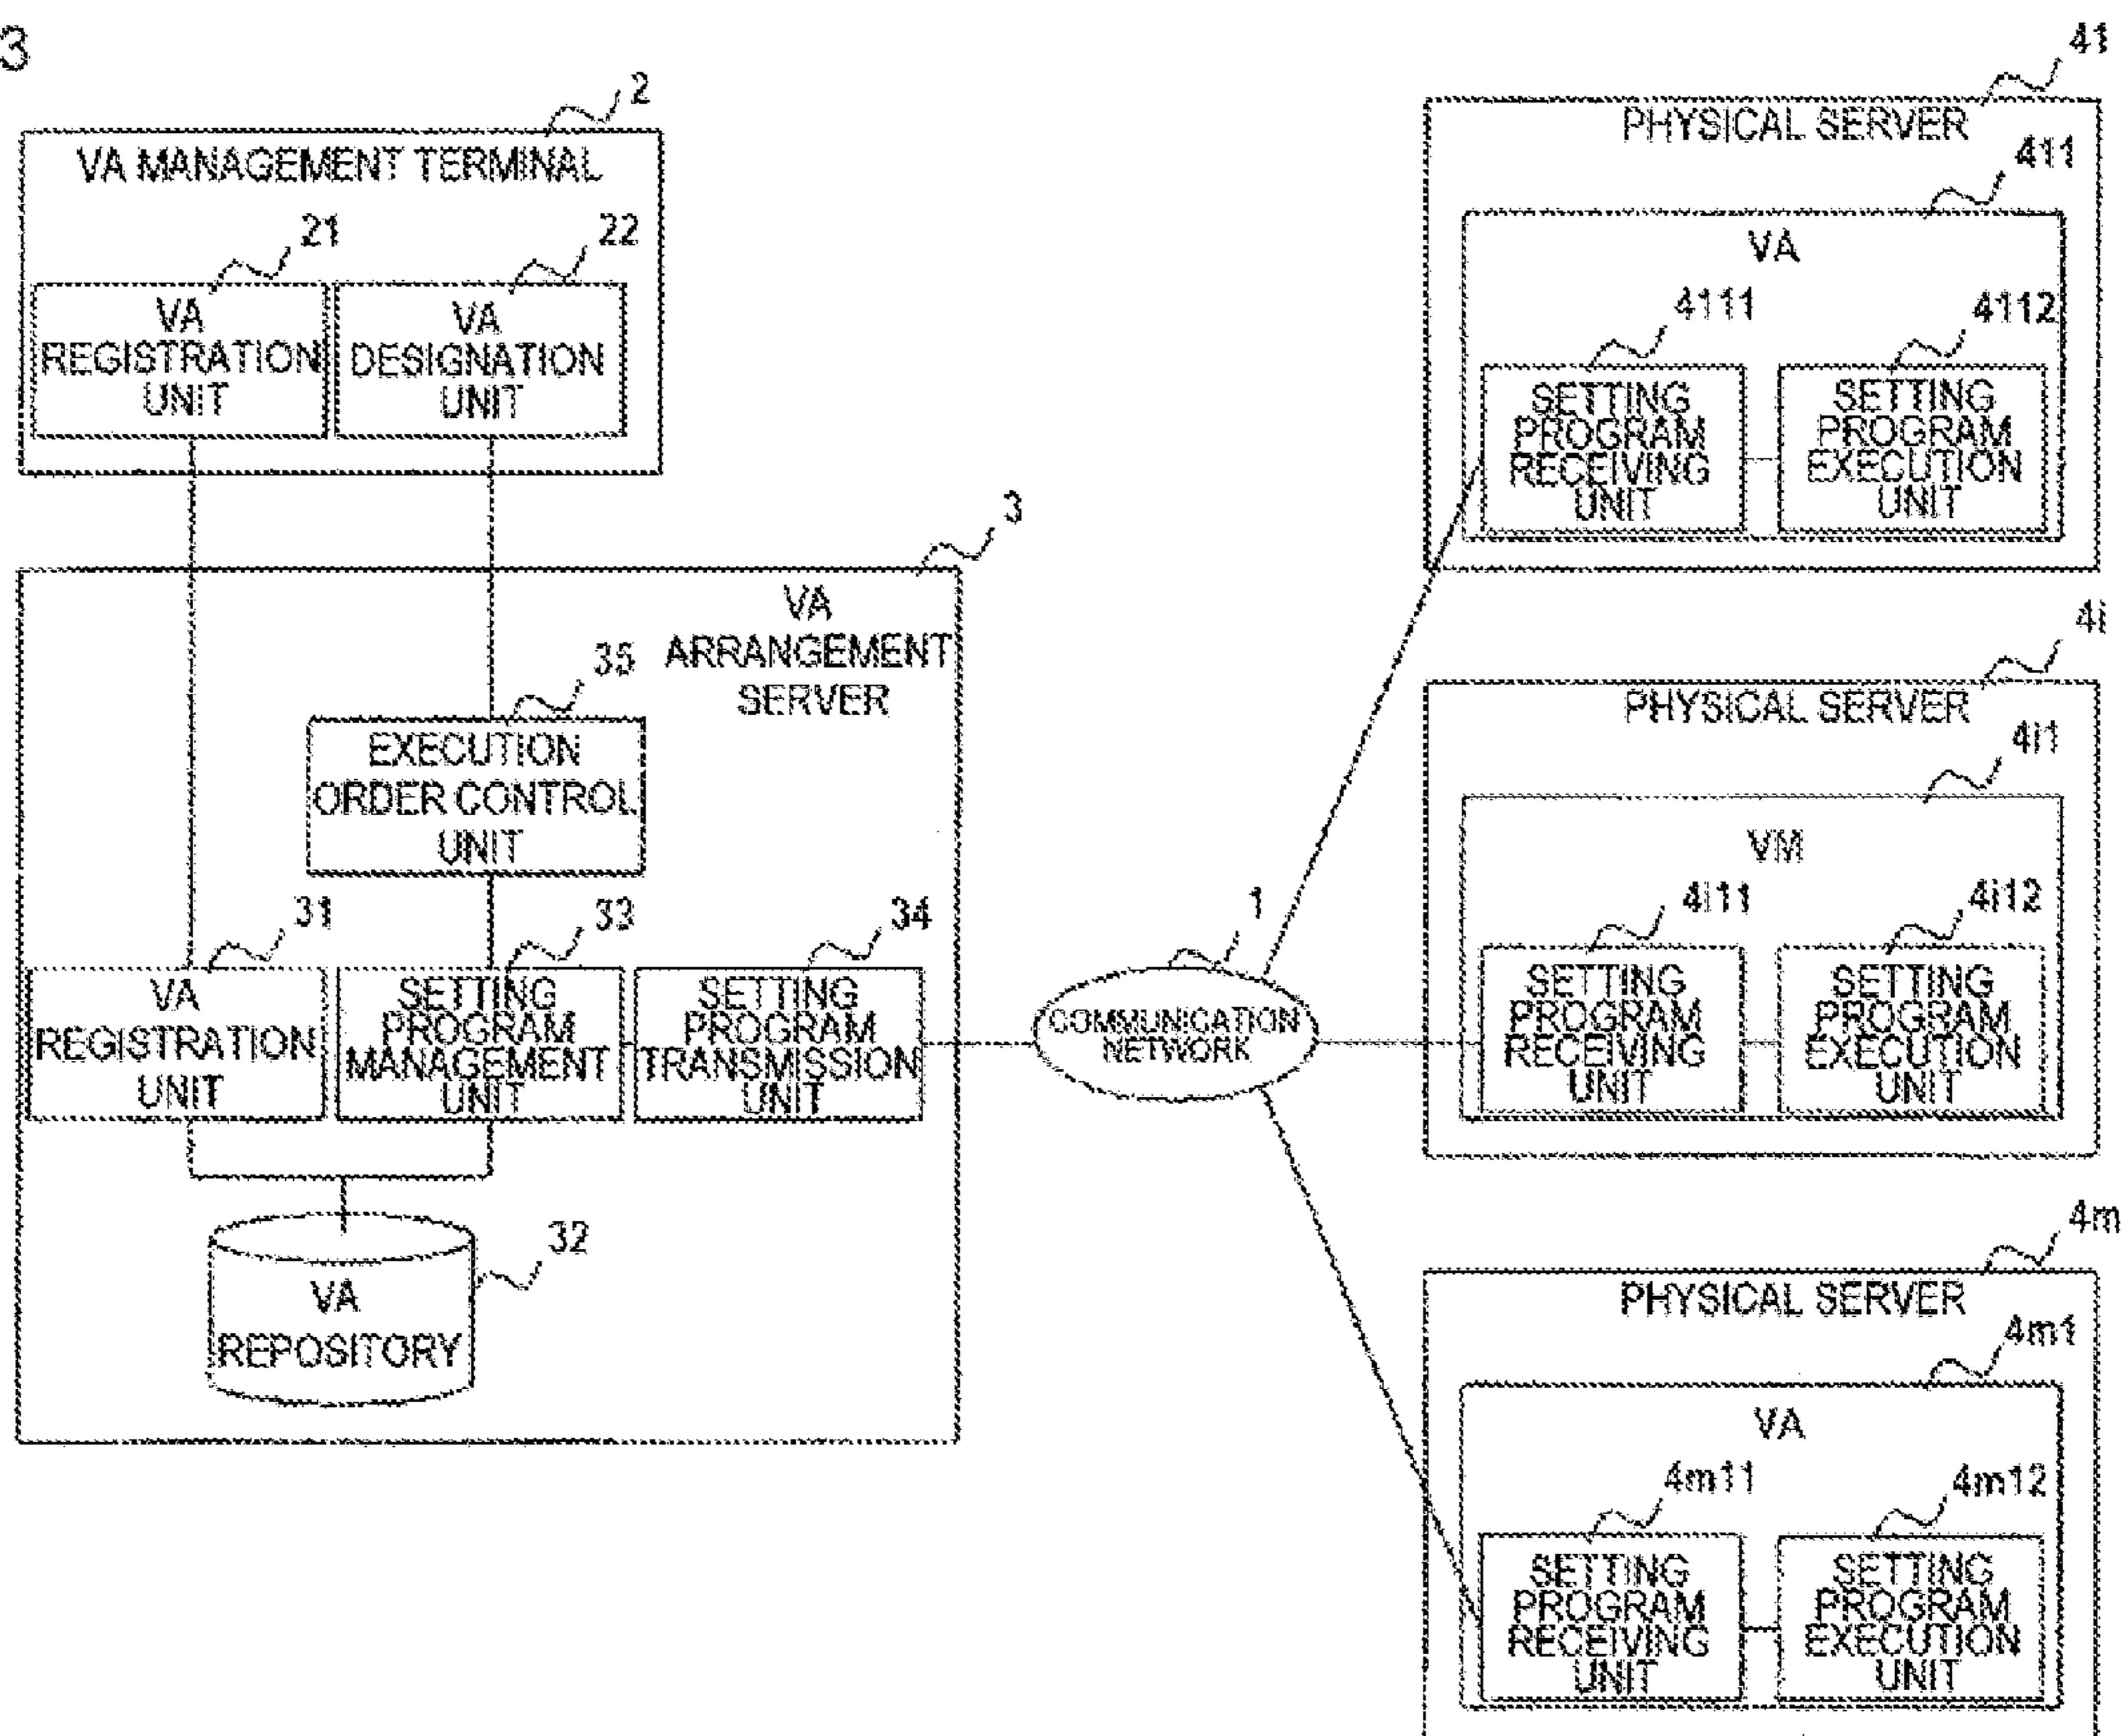 3
2
VA MANAGEMENT TERMINAL
21
22
VA
REGISTRATION
UNIT
VA
DESIGNATION
UNIT
3
VA
ARRANGEMENT
SERVER
35
EXECUTION
ORDER CONTROL
UNIT
31
33
34
VA
REGISTRATION
UNIT
SETTING
PROGRAM
MANAGEMENT
UNIT
SETTING
PROGRAM
TRANSMISSION
UNIT
32
VA
REPOSITORY
1
COMMUNICATION
NETWORK
41
PHYSICAL SERVER
411
VA
4111
4112
SETTING
PROGRAM
RECEIVING
UNIT
SETTING
PROGRAM
EXECUTION
UNIT
4i
PHYSICAL SERVER
4i1
VM
4i11
4i12
SETTING
PROGRAM
RECEIVING
UNIT
SETTING
PROGRAM
EXECUTION
UNIT
4m
PHYSICAL SERVER
4m1
VA
4m11
4m12
SETTING
PROGRAM
RECEIVING
UNIT
SETTING
PROGRAM
EXECUTION
UNIT